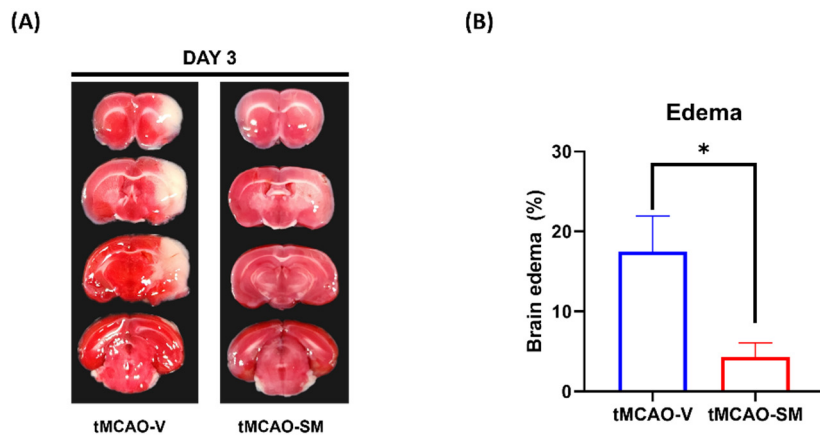 (A)
DAY 3
tMCAO-V
tMCAO-SM
(B)
Edema
*
Brain edema (%)
30
20
10
0
tMCAO-V
tMCAO-SM